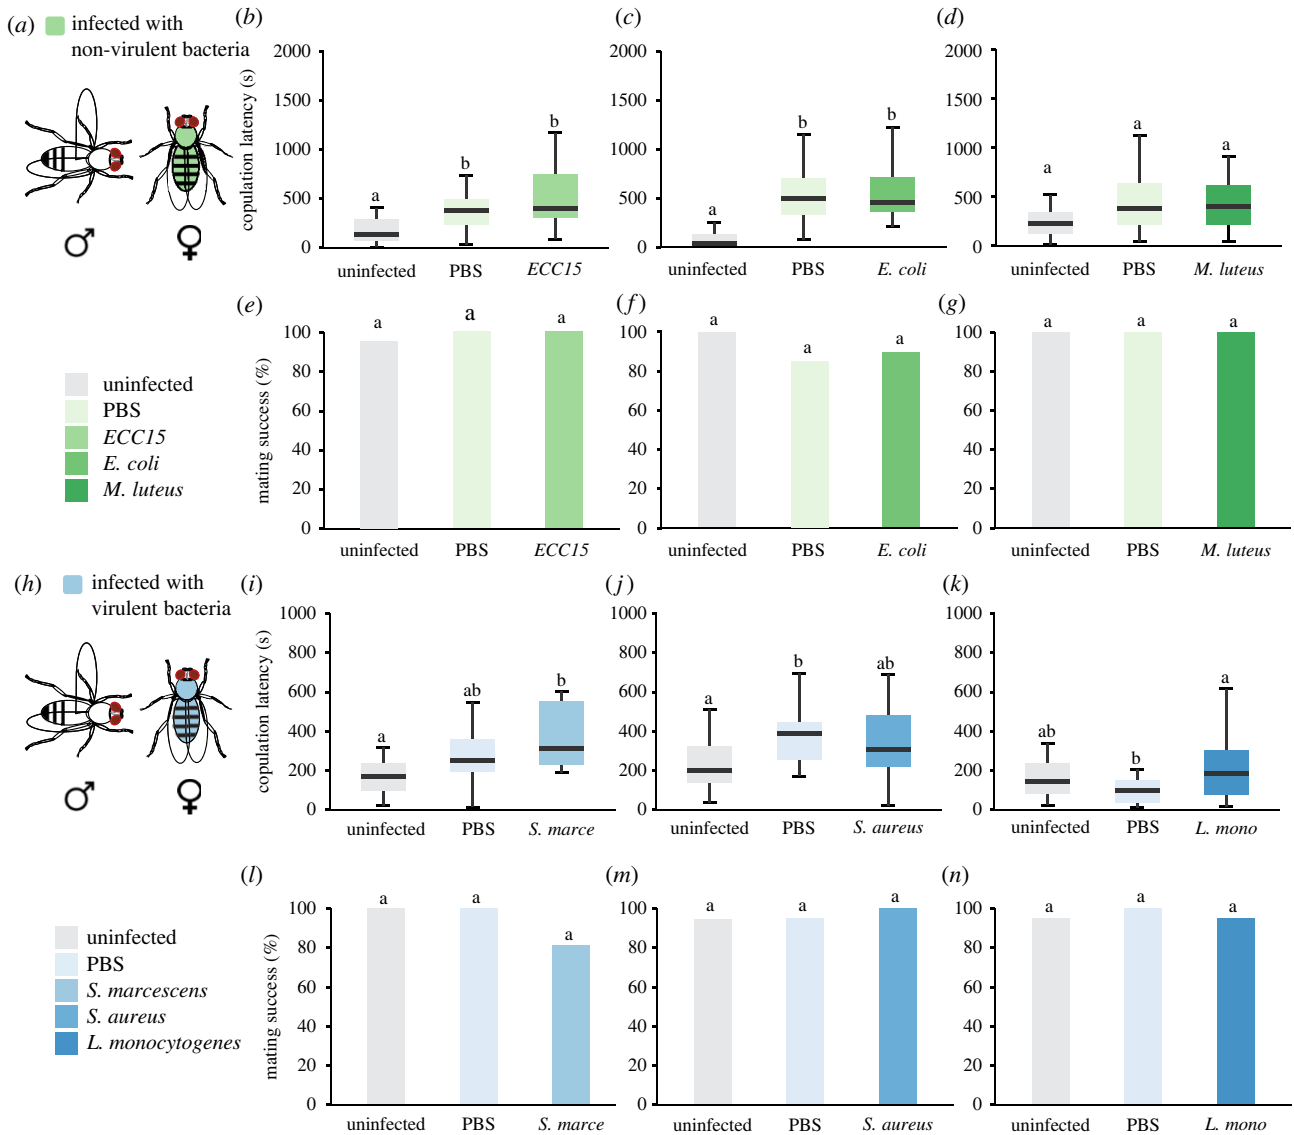 (a) infected with
non-virulent bacteria
♂ ♀
(b)
copulation latency (s)
2000
1500
1000
500
0
a b b
uninfected PBS ECC15
(c)
2000
1500
1000
500
0
a b b
uninfected PBS E. coli
(d)
2000
1500
1000
500
0
a a a
uninfected PBS M. luteus
uninfected
PBS
ECC15
E. coli
M. luteus
(e)
mating success (%)
100
80
60
40
20
0
a a a
uninfected PBS ECC15
(f)
100
80
60
40
20
0
a a a
uninfected PBS E. coli
(g)
100
80
60
40
20
0
a a a
uninfected PBS M. luteus
(h) infected with
virulent bacteria
♂ ♀
(i)
copulation latency (s)
1000
800
600
400
200
0
a ab b
uninfected PBS S. marce
(j)
1000
800
600
400
200
0
a b ab
uninfected PBS S. aureus
(k)
1000
800
600
400
200
0
ab b a
uninfected PBS L. mono
uninfected
PBS
S. marcescens
S. aureus
L. monocytogenes
(l)
mating success (%)
100
80
60
40
20
0
a a a
uninfected PBS S. marce
(m)
100
80
60
40
20
0
a a a
uninfected PBS S. aureus
(n)
100
80
60
40
20
0
a a a
uninfected PBS L. mono